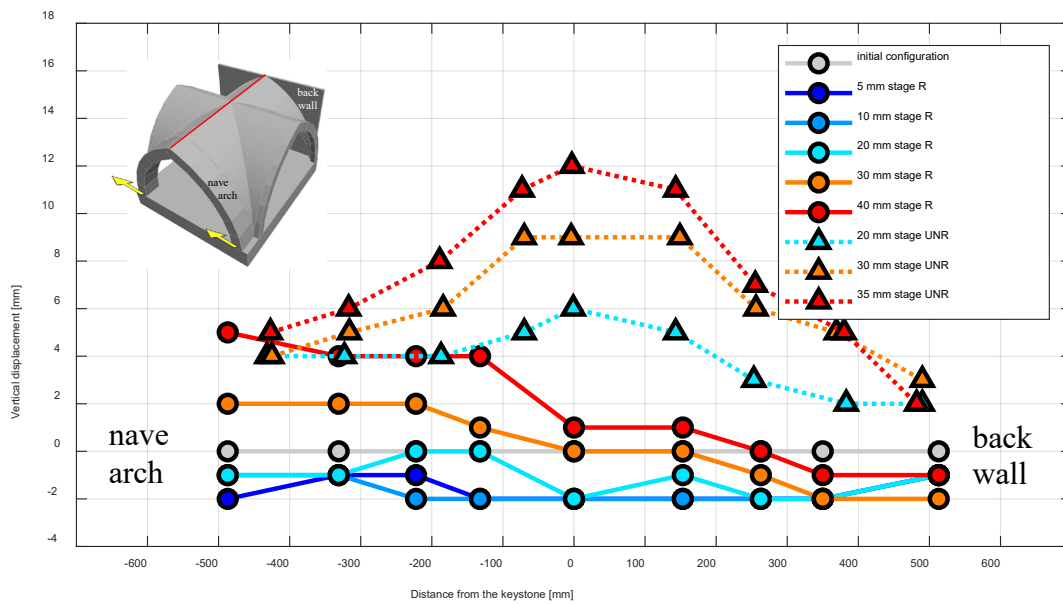 18
16
14
12
10
8
6
4
2
0
-2
-4
Vertical displacement [mm]
back
wall
nave
arch
initial configuration
5 mm stage R
10 mm stage R
20 mm stage R
30 mm stage R
40 mm stage R
20 mm stage UNR
30 mm stage UNR
35 mm stage UNR
nave
arch
back
wall
-600 -500 -400 -300 -200 -100 0 100 200 300 400 500 600
Distance from the keystone [mm]